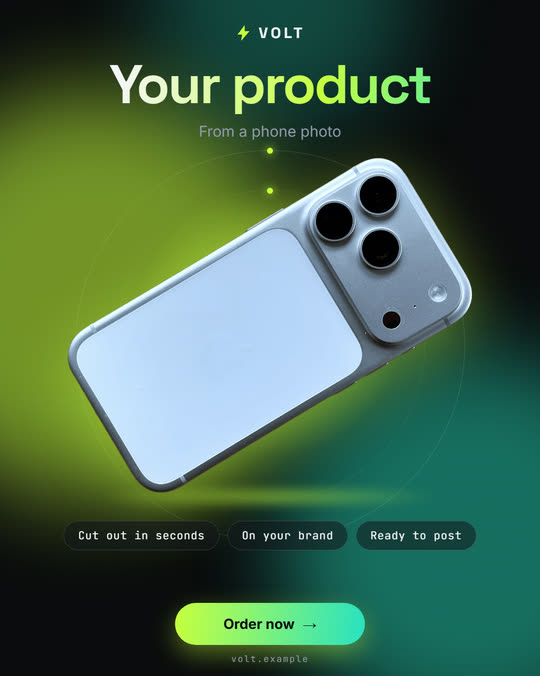 VOLT
Your product
From a phone photo
Cut out in seconds
On your brand
Ready to post
Order now →
volt.example